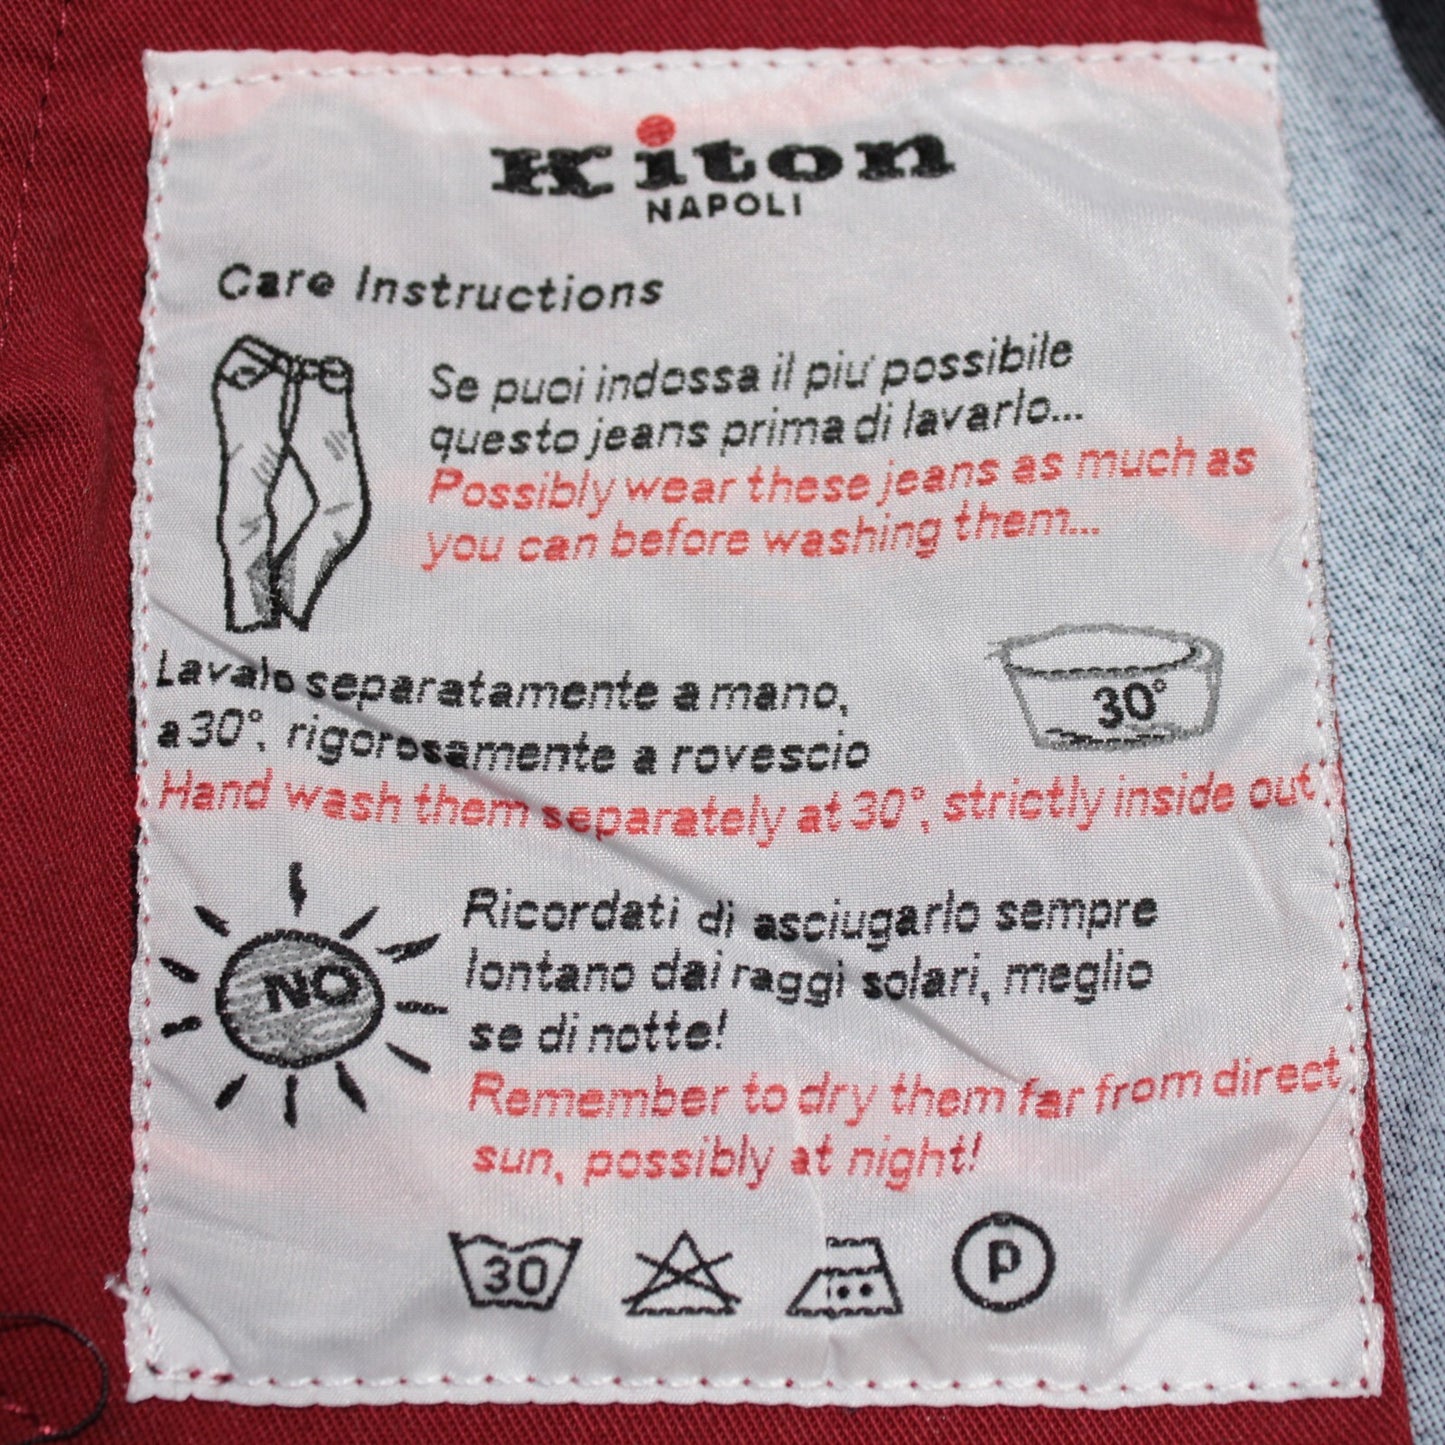 Kiton
NAPOLI
Care Instructions
Se puoi indossa il piu' possibile
questo jeans prima di lavarlo...
Possibly wear these jeans as much as
you can before washing them...
Lavalo separatamente a mano,
a 30°, rigorosamente a rovescio
30°
Hand wash them separately at 30°, strictly inside out.
NO
Ricordati di asciugarlo sempre
lontano dai raggi solari, meglio
se di notte!
Remember to dry them far from direct
sun, possibly at night!
30
P